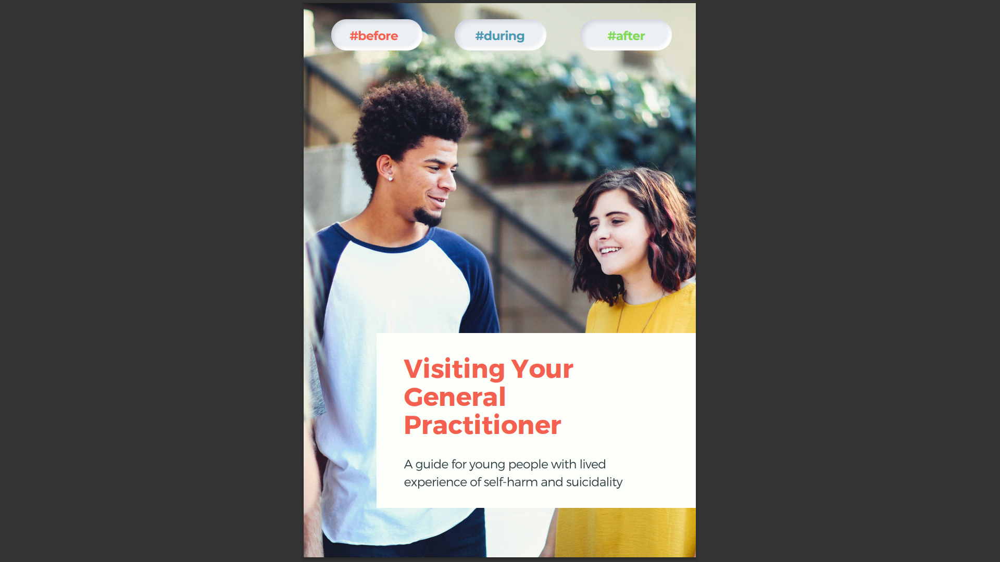 #before
#during
#after
Visiting Your
General
Practitioner
A guide for young people with lived
experience of self-harm and suicidality